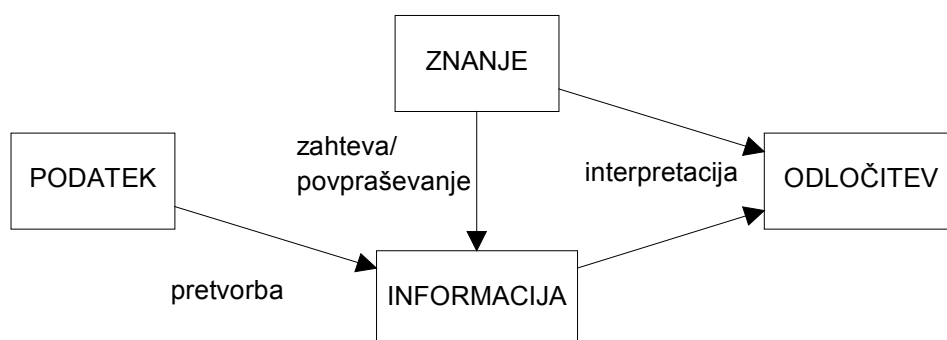 ZNANJE
zahteva/
povpraševanje
PODATEK
interpretacija
ODLOČITEV
pretvorba
INFORMACIJA